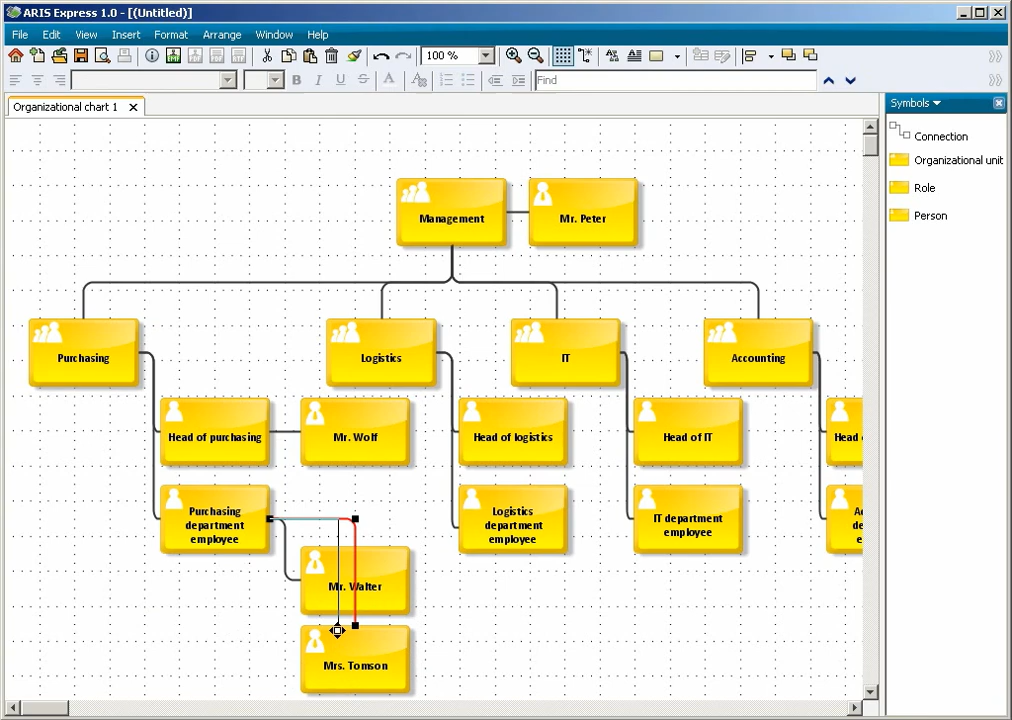 ARIS Express 1.0 - [(Untitled)]
File Edit View Insert Format Arrange Window Help
100 %
Find
Organizational chart 1
Symbols
Connection
Organizational unit
Role
Person
Management
Mr. Peter
Purchasing
Logistics
IT
Accounting
Head of purchasing
Mr. Wolf
Head of logistics
Head of IT
Head
Purchasing
department
employee
Logistics
department
employee
IT department
employee
Mr. Walter
Mrs. Tomson